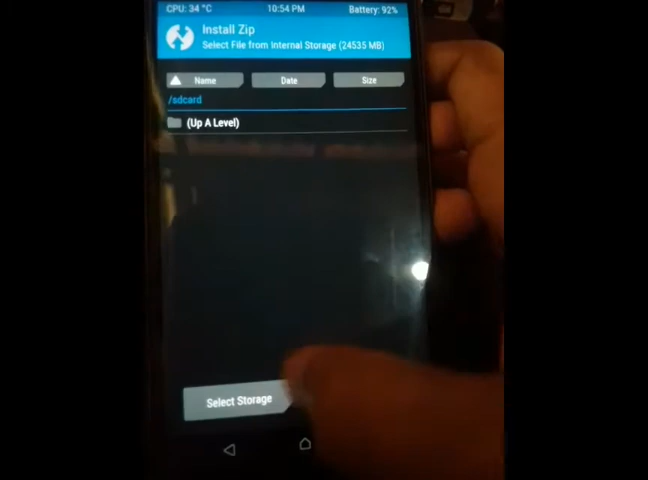 CPU: 34 °C 10:54 PM Battery: 92%
Install Zip
Select File from Internal Storage (24535 MB)
Name Date Size
/sdcard
(Up A Level)
Select Storage